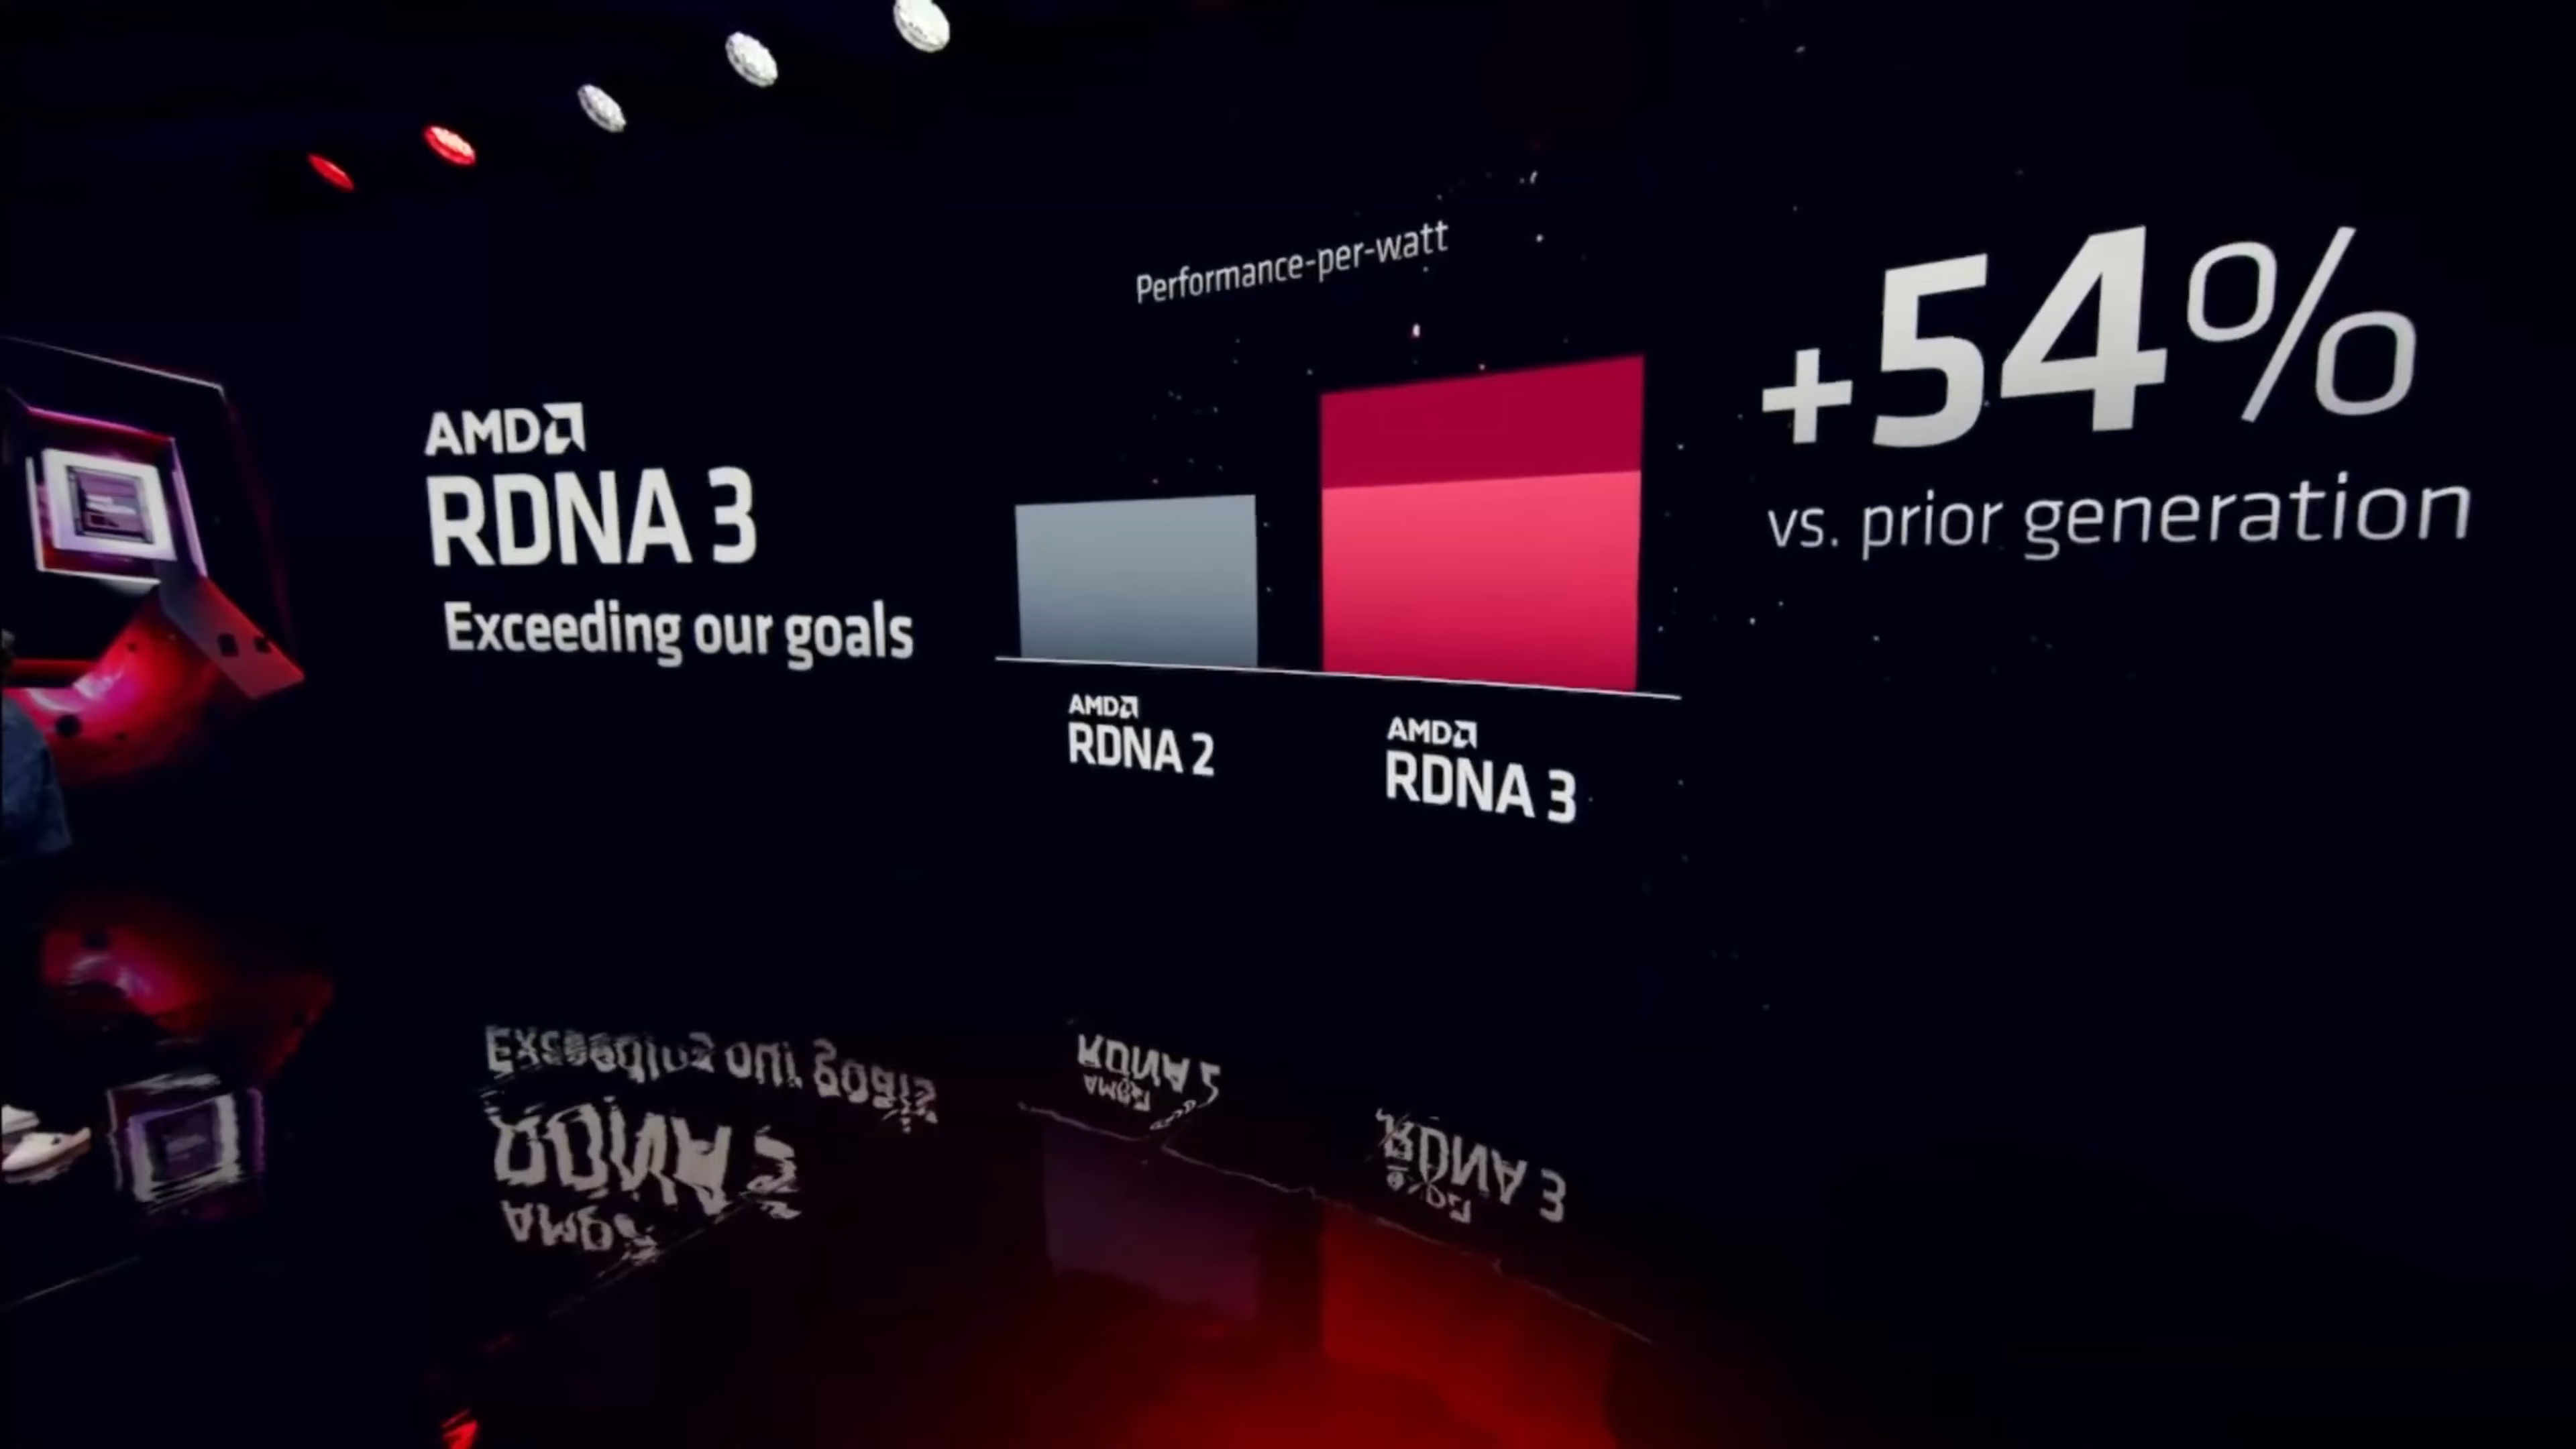 AMD
RDNA 3
Exceeding our goals
Performance-per-watt
AMD
RDNA 2
AMD
RDNA 3
+54%
vs. prior generation